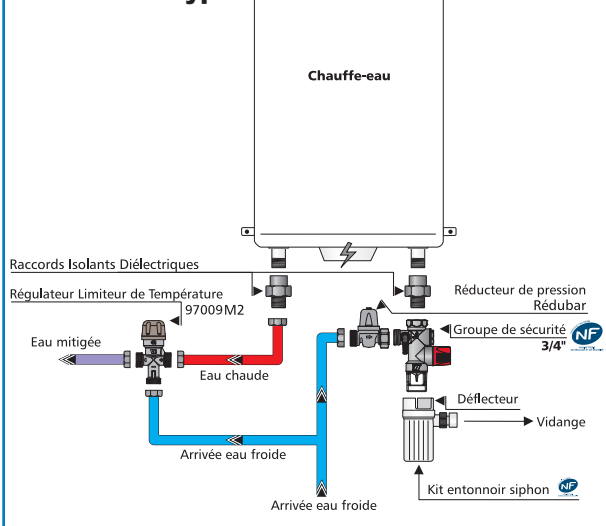 Chauffe-eau
Raccords Isolants Diélectriques
Régulateur Limiteur de Température
97009M2
Réducteur de pression
Rédubar
Groupe de sécurité
3/4"
NF
Eau mitigée
Eau chaude
Déflecteur
Vidange
Arrivée eau froide
Kit entonnoir siphon
NF
Arrivée eau froide